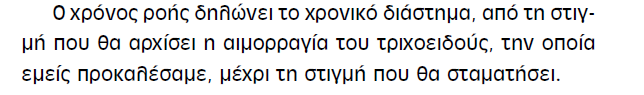 Ο χρόνος ροής δηλώνει το χρονικό διάστημα, από τη στιγ-
μή που θα αρχίσει η αιμορραγία του τριχοειδούς, την οποία
εμείς προκαλέσαμε, μέχρι τη στιγμή που θα σταματήσει.